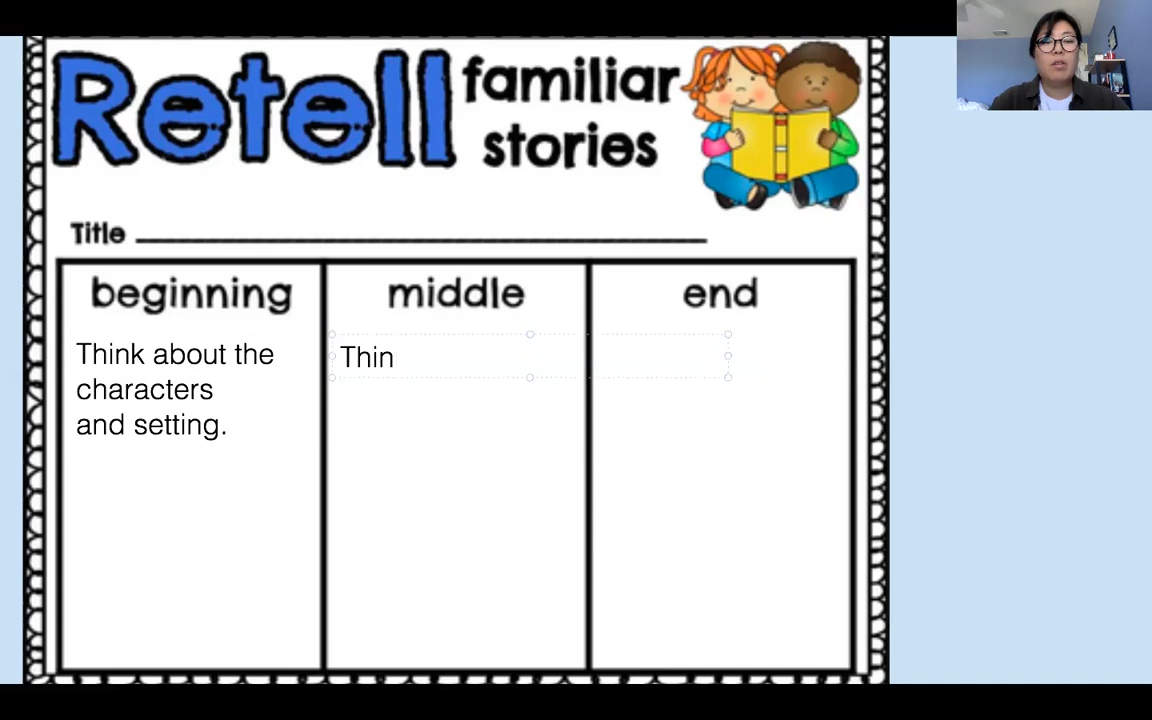 Retell familiar
stories
Title
beginning middle end
Think about the
characters
and setting.
Thin